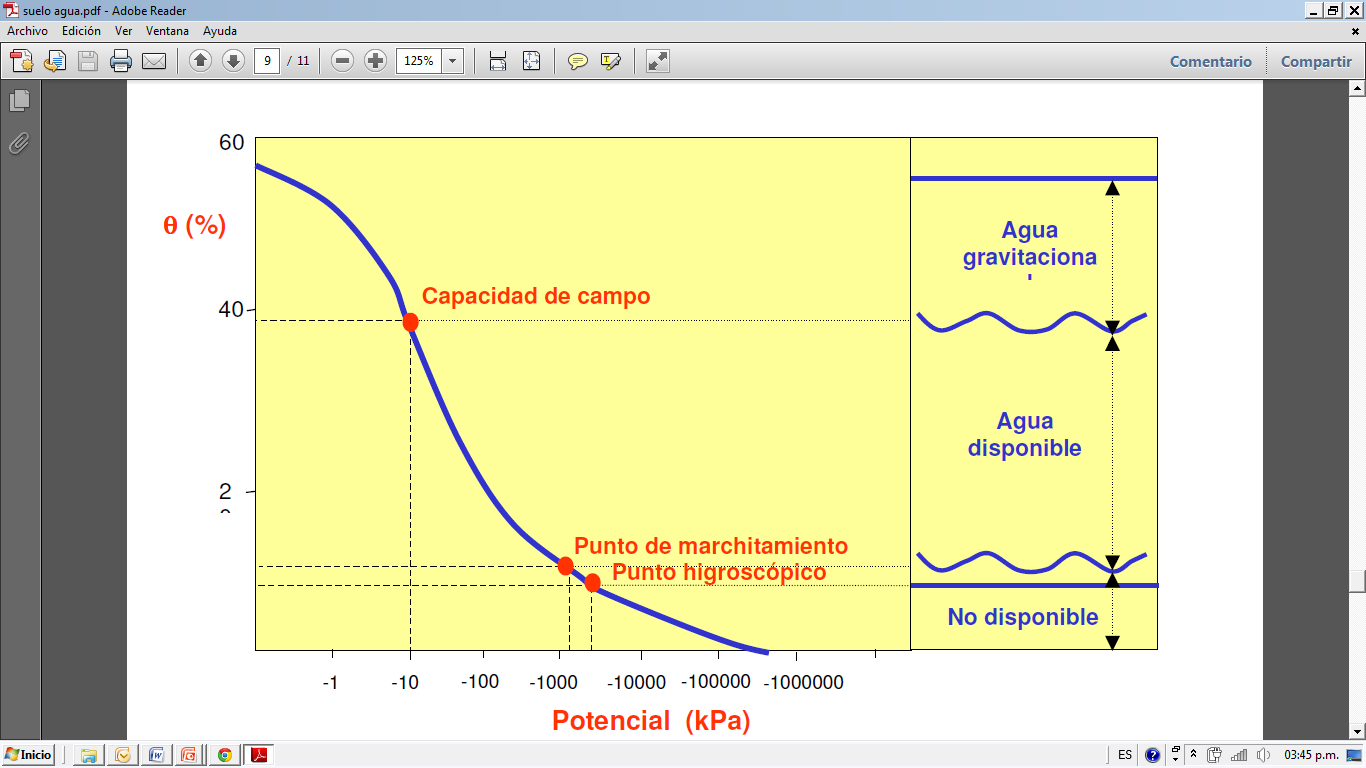 suelo agua.pdf - Adobe Reader
Archivo Edición Ver Ventana Ayuda
9 / 11 125% Comentario Compartir
60
θ (%)
40
2
Capacidad de campo
Punto de marchitamiento
Punto higroscópico
Agua
gravitaciona
l
Agua
disponible
No disponible
-1 -10 -100 -1000 -10000 -100000 -1000000
Potencial (kPa)
Inicio ES 03:45 p.m.